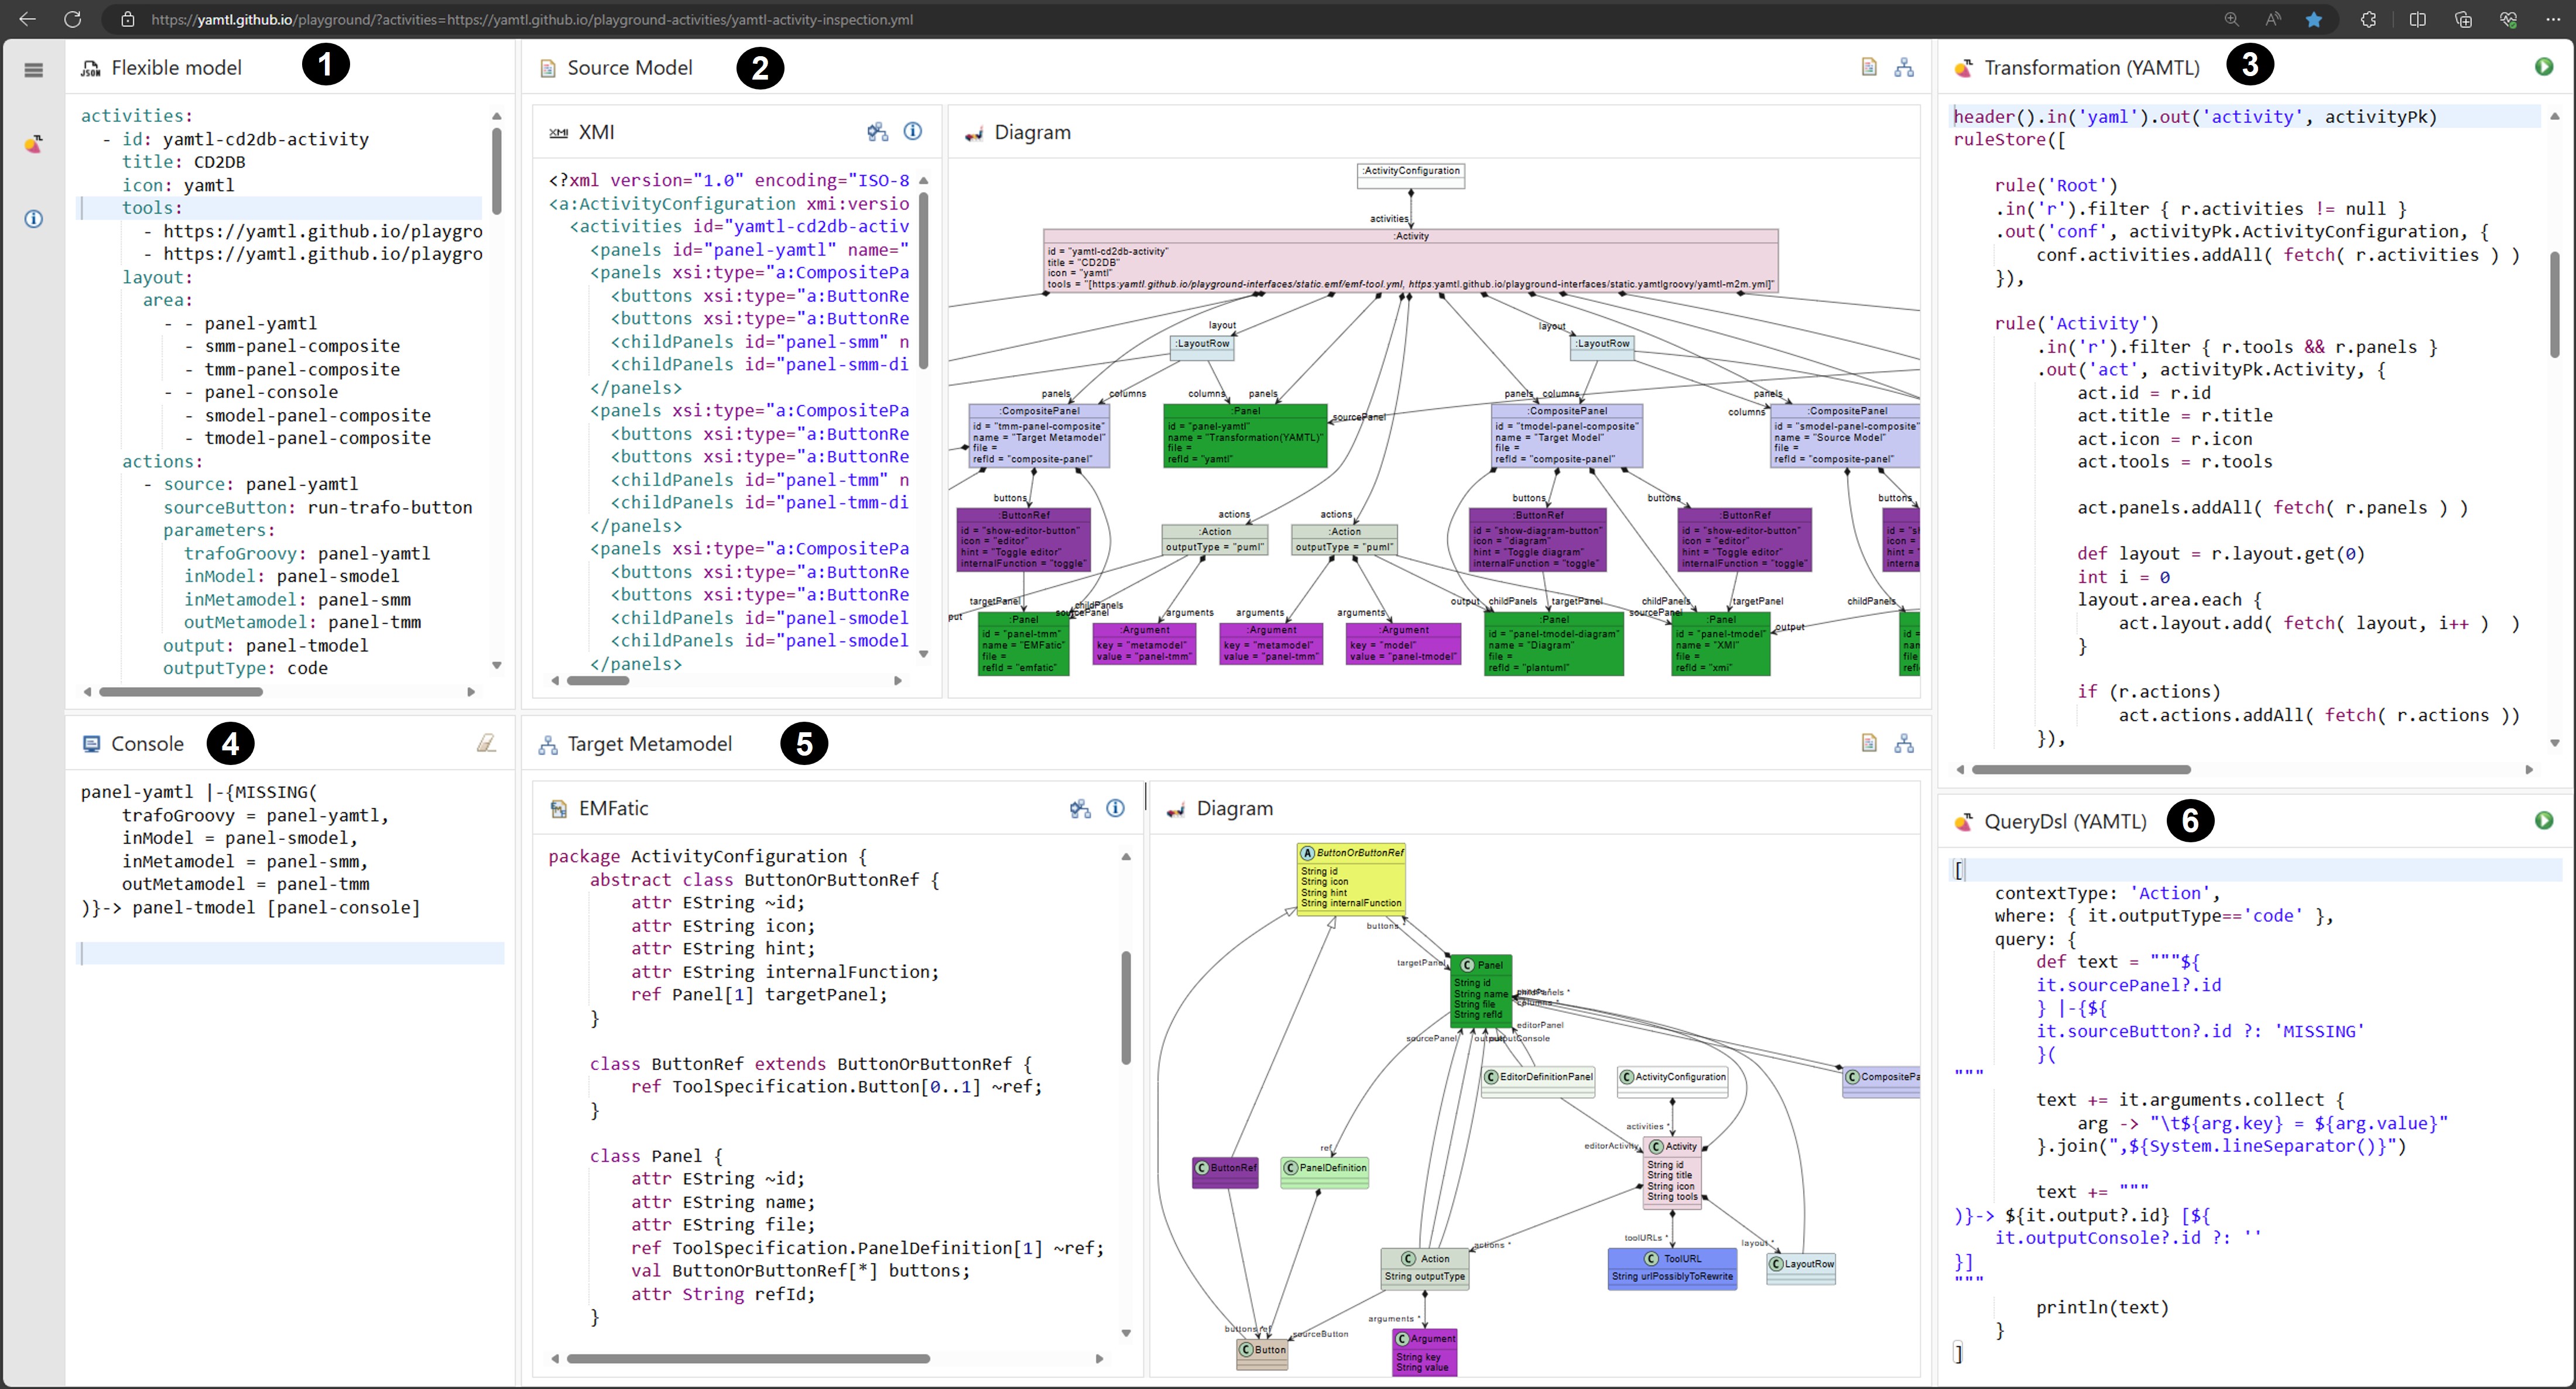 https://yamtl.github.io/playground/?activities=https://yamtl.github.io/playground-activities/yamtl-activity-inspection.yml
JSON Flexible model 1
activities:
- id: yamtl-cd2db-activity
title: CD2DB
icon: yamtl
tools:
- https://yamtl.github.io/playgro
- https://yamtl.github.io/playgro
layout:
area:
- - panel-yamtl
- smm-panel-composite
- tmm-panel-composite
- - panel-console
- smodel-panel-composite
- tmodel-panel-composite
actions:
- source: panel-yamtl
sourceButton: run-trafo-button
parameters:
trafoGroovy: panel-yamtl
inModel: panel-smodel
inMetamodel: panel-smm
outMetamodel: panel-tmm
output: panel-tmodel
outputType: code
Source Model 2
XMI XMI
<?xml version="1.0" encoding="ISO-8
<a:ActivityConfiguration xmi:versio
<activities id="yamtl-cd2db-activ
<panels id="panel-yamtl" name="
<panels xsi:type="a:CompositePa
<buttons xsi:type="a:ButtonRe
<buttons xsi:type="a:ButtonRe
<childPanels id="panel-smm" n
<childPanels id="panel-smm-di
</panels>
<panels xsi:type="a:CompositePa
<buttons xsi:type="a:ButtonRe
<buttons xsi:type="a:ButtonRe
<childPanels id="panel-tmm" n
<childPanels id="panel-tmm-di
</panels>
<panels xsi:type="a:CompositePa
<buttons xsi:type="a:ButtonRe
<buttons xsi:type="a:ButtonRe
<childPanels id="panel-smodel
<childPanels id="panel-smodel
</panels>
Diagram
:ActivityConfiguration
activities
:Activity
id = "yamtl-cd2db-activity"
title = "CD2DB"
icon = "yamtl"
tools = "[https:yamtl.github.io/playground-interfaces/static.emf/emf-tool.yml, https:yamtl.github.io/playground-interfaces/static.yamtlgroovy/yamtl-m2m.yml]"
layout
layout
:LayoutRow
:LayoutRow
panels columns columns panels panels columns columns panels
sourcePanel
:CompositePanel
id = "tmm-panel-composite"
name = "Target Metamodel"
file =
refId = "composite-panel"
:Panel
id = "panel-yamtl"
name = "Transformation(YAMTL)"
file =
refId = "yamtl"
:CompositePanel
id = "tmodel-panel-composite"
name = "Target Model"
file =
refId = "composite-panel"
:CompositePanel
id = "smodel-panel-composite"
name = "Source Model"
file =
refId = "composite-panel"
buttons actions actions buttons buttons buttons
:ButtonRef
id = "show-editor-button"
icon = "editor"
hint = "Toggle editor"
internalFunction = "toggle"
:Action
outputType = "puml"
:Action
outputType = "puml"
:ButtonRef
id = "show-diagram-button"
icon = "diagram"
hint = "Toggle diagram"
internalFunction = "toggle"
:ButtonRef
id = "show-editor-button"
icon = "editor"
hint = "Toggle editor"
internalFunction = "toggle"
id = "sh
icon =
hint =
interna
put targetPanel childPanels sourcePanel arguments arguments arguments output childPanels targetPanel childPanels sourcePanel targetPanel output childPanels
:Panel
id = "panel-tmm"
name = "EMFatic"
file =
refId = "emfatic"
:Argument
key = "metamodel"
value = "panel-tmm"
:Argument
key = "metamodel"
value = "panel-tmm"
:Argument
key = "model"
value = "panel-tmodel"
:Panel
id = "panel-tmodel-diagram"
name = "Diagram"
file =
refId = "plantuml"
:Panel
id = "panel-tmodel"
name = "XMI"
file =
refId = "xmi"
id =
nam
file
refI
Transformation (YAMTL) 3
header().in('yaml').out('activity', activityPk)
ruleStore([
rule('Root')
.in('r').filter { r.activities != null }
.out('conf', activityPk.ActivityConfiguration, {
conf.activities.addAll( fetch( r.activities ) )
}),
rule('Activity')
.in('r').filter { r.tools && r.panels }
.out('act', activityPk.Activity, {
act.id = r.id
act.title = r.title
act.icon = r.icon
act.tools = r.tools
act.panels.addAll( fetch( r.panels ) )
def layout = r.layout.get(0)
int i = 0
layout.area.each {
act.layout.add( fetch( layout, i++ ) )
}
if (r.actions)
act.actions.addAll( fetch( r.actions ))
}),
Console 4
panel-yamtl |-{MISSING(
trafoGroovy = panel-yamtl,
inModel = panel-smodel,
inMetamodel = panel-smm,
outMetamodel = panel-tmm
)}-> panel-tmodel [panel-console]
Target Metamodel 5
EMFatic
package ActivityConfiguration {
abstract class ButtonOrButtonRef {
attr EString ~id;
attr EString icon;
attr EString hint;
attr EString internalFunction;
ref Panel[1] targetPanel;
}
class ButtonRef extends ButtonOrButtonRef {
ref ToolSpecification.Button[0..1] ~ref;
}
class Panel {
attr EString ~id;
attr EString name;
attr EString file;
ref ToolSpecification.PanelDefinition[1] ~ref;
val ButtonOrButtonRef[*] buttons;
attr String refId;
}
Diagram
A ButtonOrButtonRef
String id
String icon
String hint
String internalFunction
buttons
targetPanel
C Panel
String id
String name
String file
String refId
childPanels *
columns *
editorPanel
sourcePanel
outputConsole
C EditorDefinitionPanel
C ActivityConfiguration
C CompositePa
activities *
editorActivity
C Activity
String id
String title
String icon
String tools
ref
C ButtonRef
C PanelDefinition
toolURLs *
layout *
actions *
C Action
String outputType
C ToolURL
String urlPossiblyToRewrite
C LayoutRow
arguments *
buttons ref
sourceButton
C Button
C Argument
String key
String value
QueryDsl (YAMTL) 6
[
contextType: 'Action',
where: { it.outputType=='code' },
query: {
def text = """${
it.sourcePanel?.id
} |-{${
it.sourceButton?.id ?: 'MISSING'
}(
"""
text += it.arguments.collect {
arg -> "\t${arg.key} = ${arg.value}"
}.join(",${System.lineSeparator()}")
text += """
)}-> ${it.output?.id} [${
it.outputConsole?.id ?: ''
}]
"""
println(text)
}
]